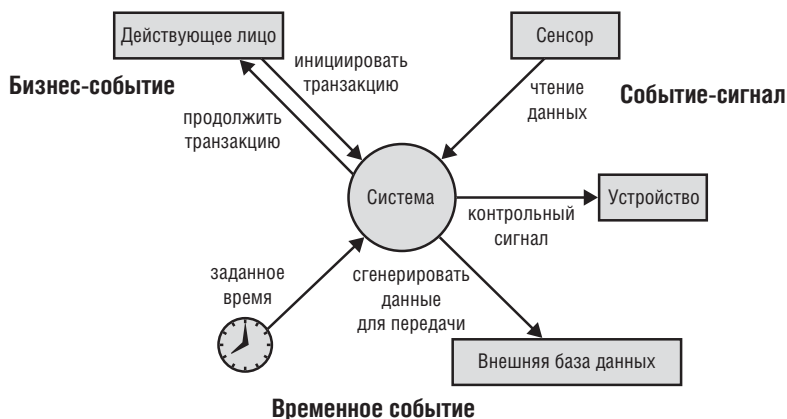 Действующее лицо
Сенсор
инициировать
транзакцию
Бизнес-событие
чтение
данных
Событие-сигнал
продолжить
транзакцию
Система
Устройство
контрольный
сигнал
заданное
время
сгенерировать
данные
для передачи
Внешняя база данных
Временное событие